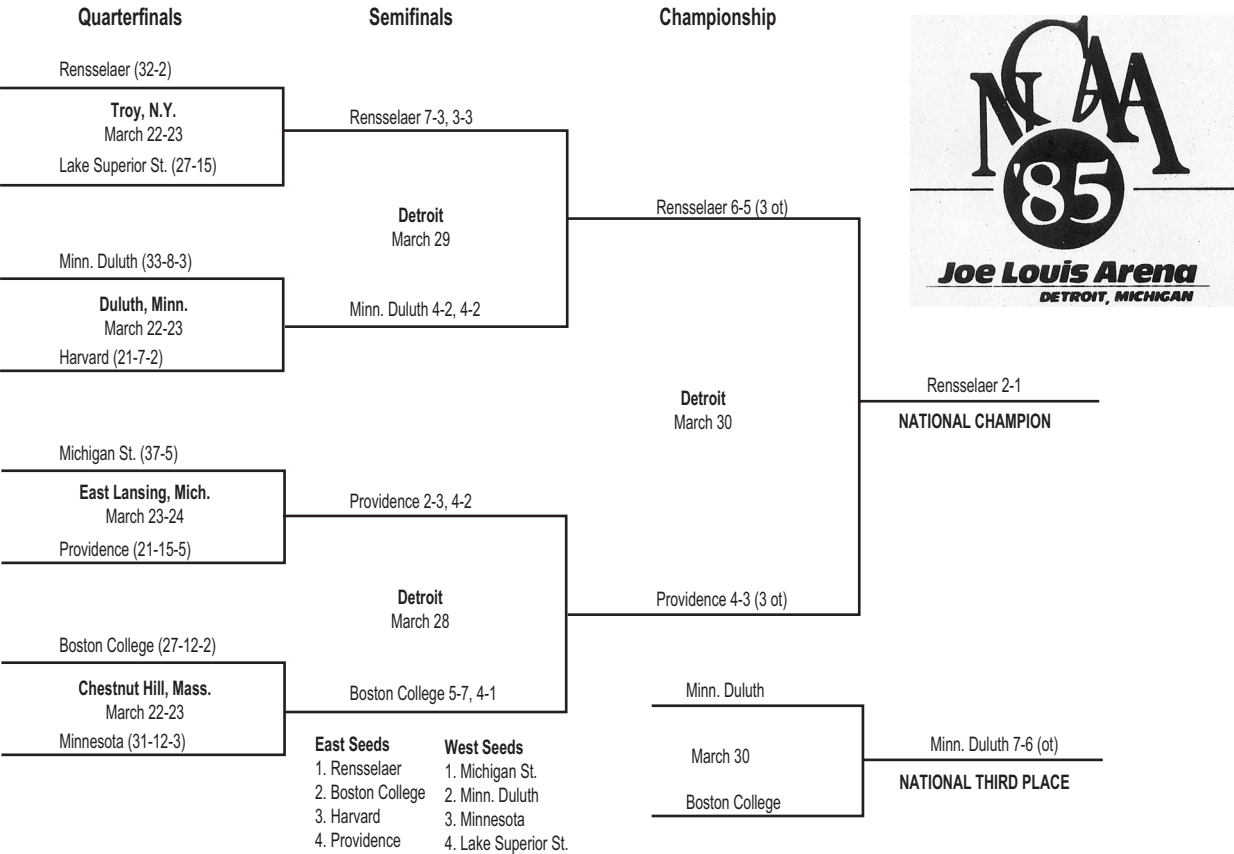 Quarterfinals
Semifinals
Championship
Rensselaer (32-2)
Troy, N.Y.
March 22-23
Lake Superior St. (27-15)
Minn. Duluth (33-8-3)
Duluth, Minn.
March 22-23
Harvard (21-7-2)
Michigan St. (37-5)
East Lansing, Mich.
March 23-24
Providence (21-15-5)
Boston College (27-12-2)
Chestnut Hill, Mass.
March 22-23
Minnesota (31-12-3)
Rensselaer 7-3, 3-3
Detroit
March 29
Minn. Duluth 4-2, 4-2
Providence 2-3, 4-2
Detroit
March 28
Boston College 5-7, 4-1
East Seeds
1. Rensselaer
2. Boston College
3. Harvard
4. Providence
West Seeds
1. Michigan St.
2. Minn. Duluth
3. Minnesota
4. Lake Superior St.
Rensselaer 6-5 (3 ot)
Detroit
March 30
Providence 4-3 (3 ot)
Minn. Duluth
March 30
Boston College
NCAA
'85
Joe Louis Arena
DETROIT, MICHIGAN
Rensselaer 2-1
NATIONAL CHAMPION
Minn. Duluth 7-6 (ot)
NATIONAL THIRD PLACE